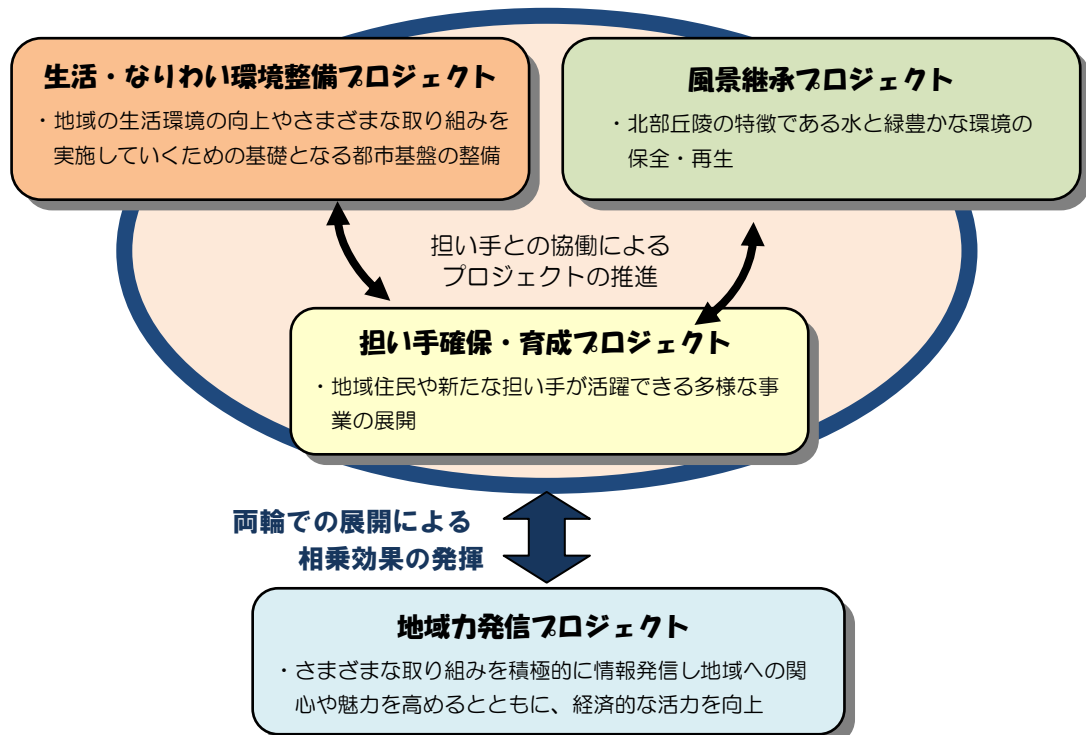 生活・なりわい環境整備プロジェクト
・地域の生活環境の向上やさまざまな取り組みを
実施していくための基礎となる都市基盤の整備
風景継承プロジェクト
・北部丘陵の特徴である水と緑豊かな環境の
保全・再生
担い手との協働による
プロジェクトの推進
担い手確保・育成プロジェクト
・地域住民や新たな担い手が活躍できる多様な事
業の展開
両輪での展開による
相乗効果の発揮
地域力発信プロジェクト
・さまざまな取り組みを積極的に情報発信し地域への関
心や魅力を高めるとともに、経済的な活力を向上